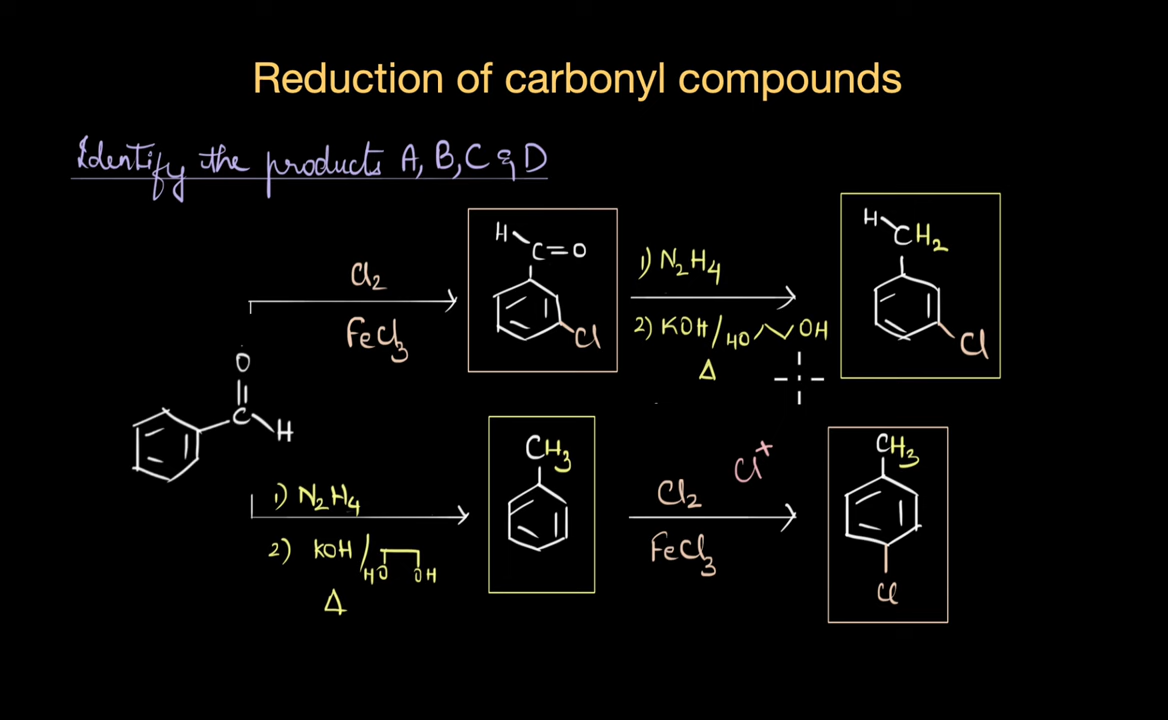 Reduction of carbonyl compounds
Identify the products A, B, C & D
H
C=O
Cl
Cl2
FeCl3
1) N2H4
2) KOH/HO OH
Δ
H
CH2
Cl
O
C
H
1) N2H4
2) KOH/HO OH
Δ
CH3
Cl2
Cl+
FeCl3
CH3
Cl